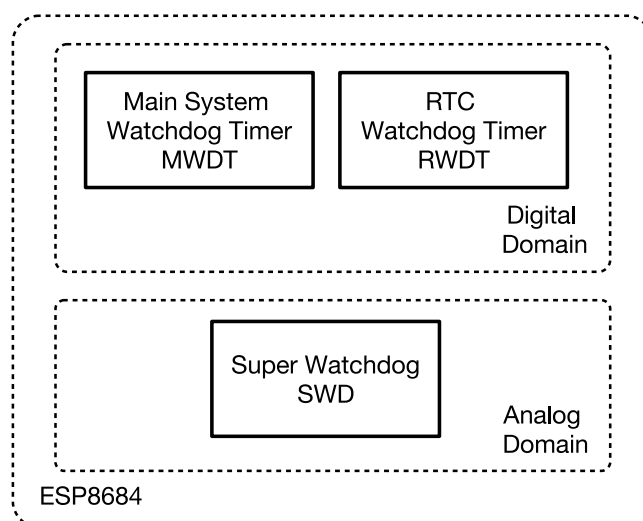 Main System
Watchdog Timer
MWDT
RTC
Watchdog Timer
RWDT
Digital
Domain
Super Watchdog
SWD
Analog
Domain
ESP8684